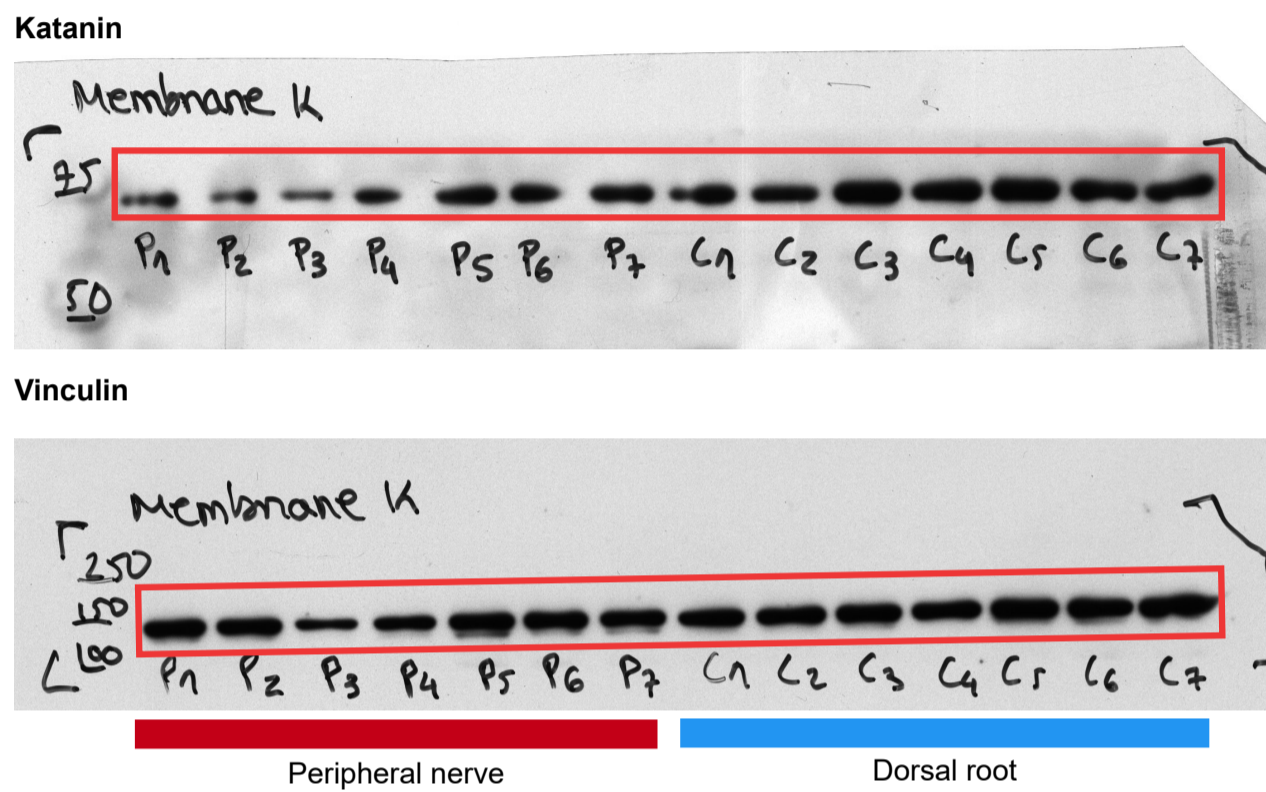 Katanin
Membrane K
75
P1 P2 P3 P4 P5 P6 P7 C1 C2 C3 C4 C5 C6 C7
50
Vinculin
Membrane K
250
150
100
P1 P2 P3 P4 P5 P6 P7 C1 C2 C3 C4 C5 C6 C7
Peripheral nerve Dorsal root